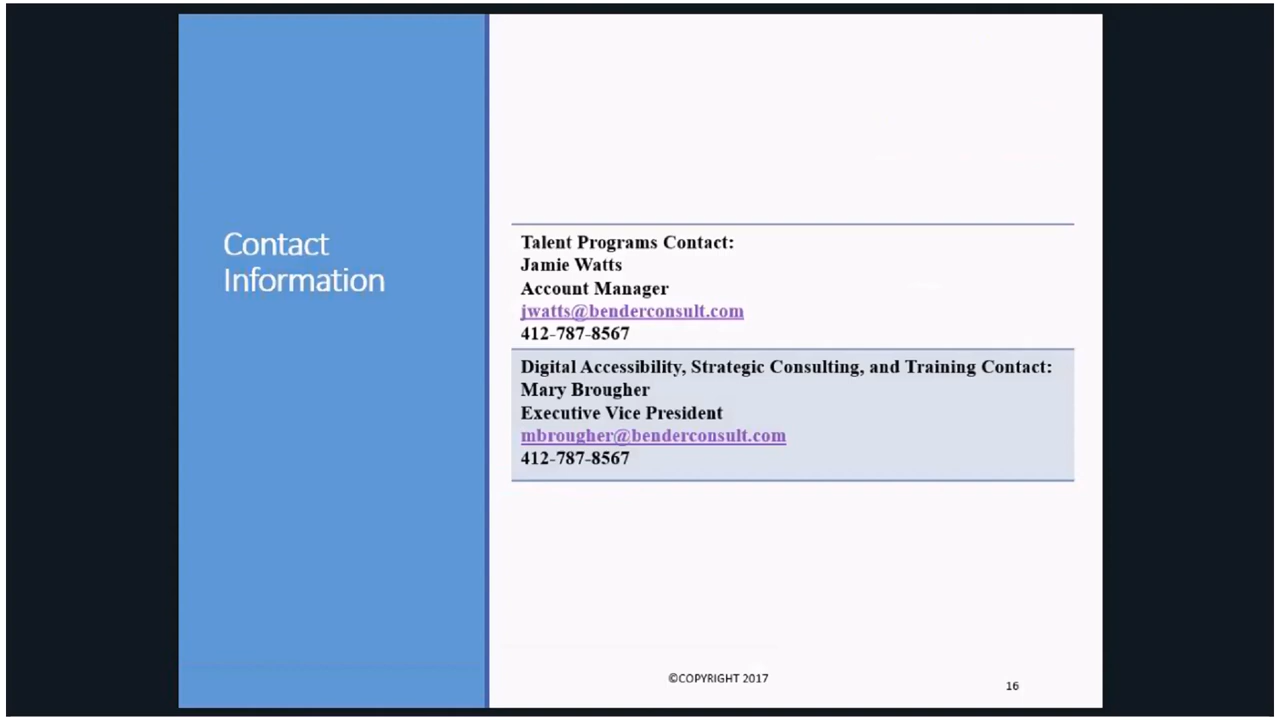 Contact
Information
Talent Programs Contact:
Jamie Watts
Account Manager
jwatts@benderconsult.com
412-787-8567
Digital Accessibility, Strategic Consulting, and Training Contact:
Mary Brougher
Executive Vice President
mbrougher@benderconsult.com
412-787-8567
©COPYRIGHT 2017
16